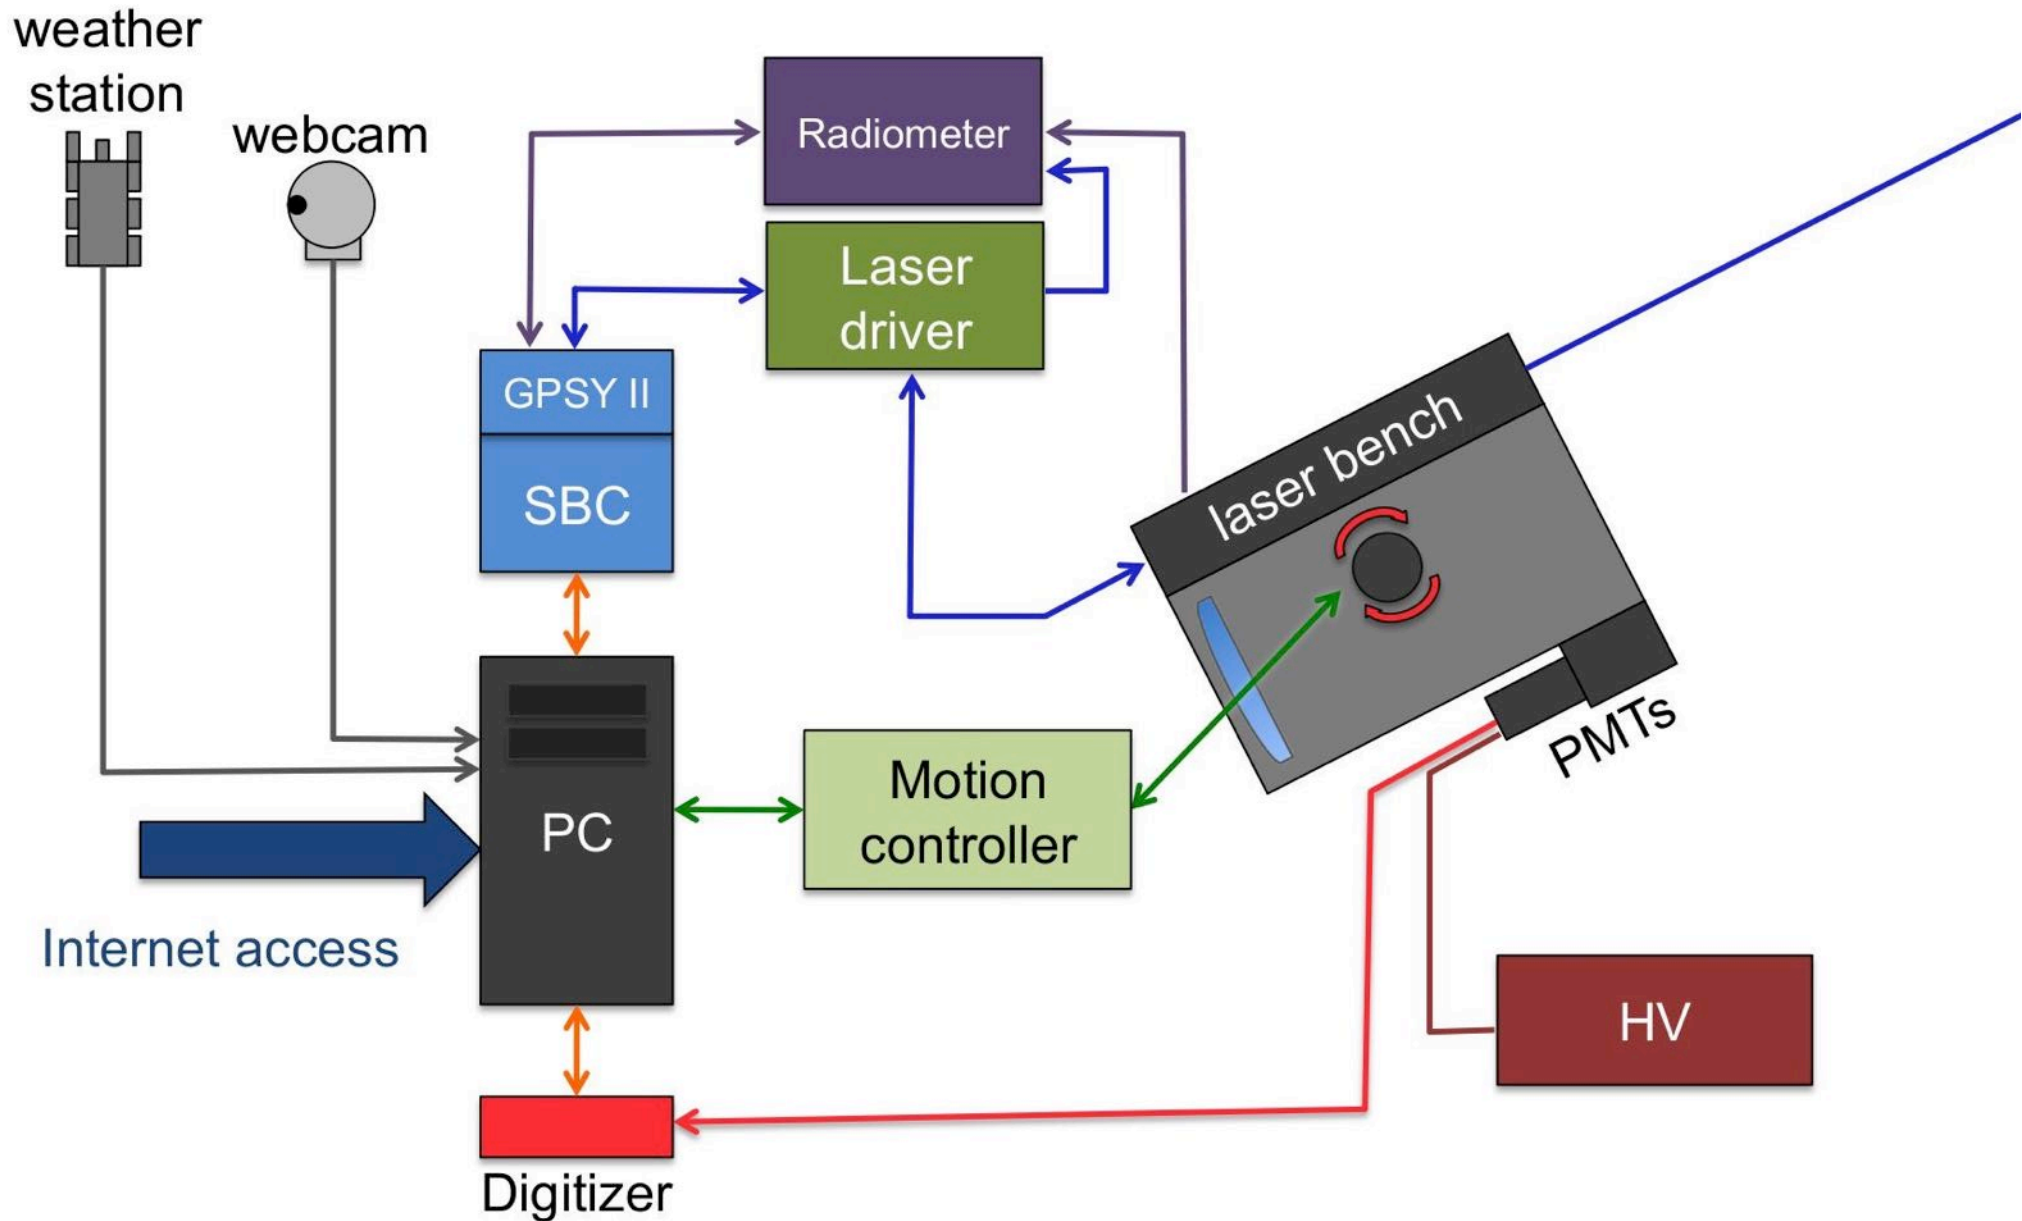 weather
station
webcam
Radiometer
Laser
driver
GPSY II
SBC
laser bench
PMTs
PC
Motion
controller
Internet access
HV
Digitizer